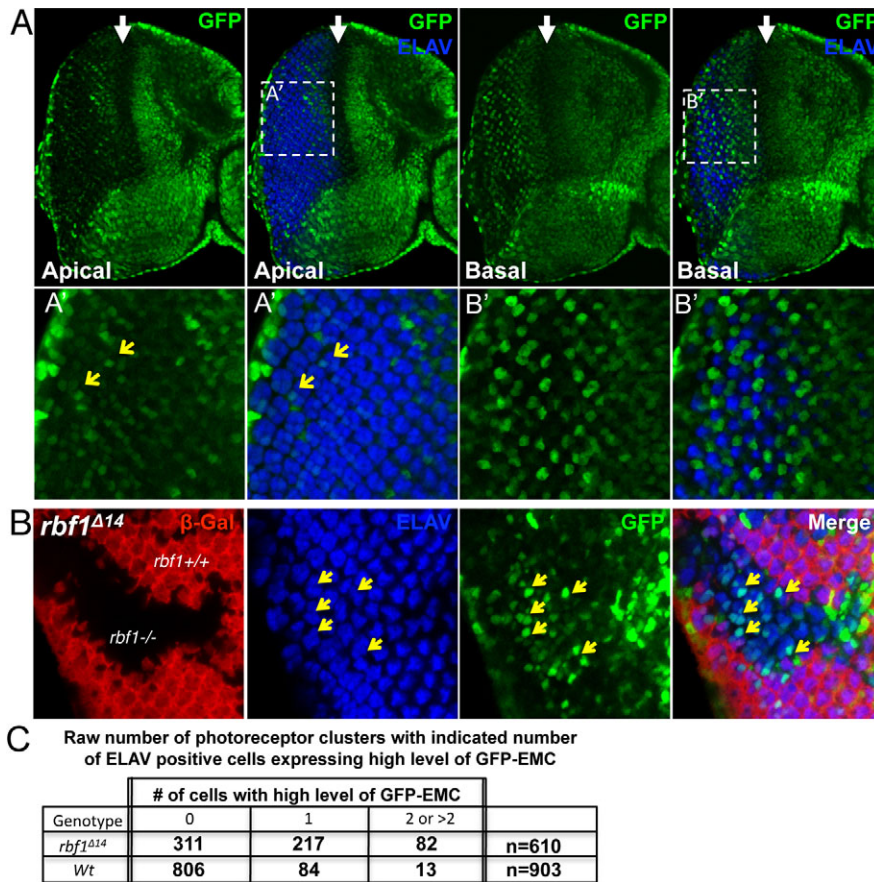 A
GFP
GFP
ELAV
GFP
GFP
ELAV
A'
B'
Apical
Apical
Basal
Basal
A'
A'
B'
B'
B
rbf1Δ14
β-Gal
ELAV
GFP
Merge
rbf1+/+
rbf1-/-
C
Raw number of photoreceptor clusters with indicated number
of ELAV positive cells expressing high level of GFP-EMC
# of cells with high level of GFP-EMC
Genotype 0 1 2 or >2
rbf1Δ14 311 217 82 n=610
Wt 806 84 13 n=903